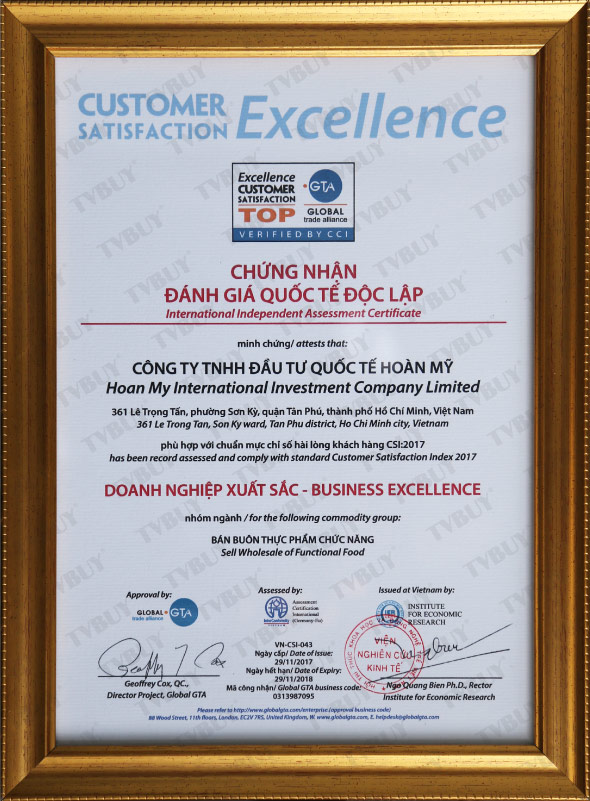 CUSTOMER
SATISFACTION Excellence
Excellence
CUSTOMER
SATISFACTION
TOP
GTA
GLOBAL
trade alliance
VERIFIED BY CCI
CHỨNG NHẬN
ĐÁNH GIÁ QUỐC TẾ ĐỘC LẬP
International Independent Assessment Certificate
minh chứng/ attests that:
CÔNG TY TNHH ĐẦU TƯ QUỐC TẾ HOÀN MỸ
Hoan My International Investment Company Limited
361 Lê Trọng Tấn, phường Sơn Kỳ, quận Tân Phú, thành phố Hồ Chí Minh, Việt Nam
361 Le Trong Tan, Son Ky ward, Tan Phu district, Ho Chi Minh city, Vietnam
phù hợp với chuẩn mực chỉ số hài lòng khách hàng CSI:2017
has been record assessed and comply with standard Customer Satisfaction Index 2017
DOANH NGHIỆP XUẤT SẮC - BUSINESS EXCELLENCE
nhóm ngành / for the following commodity group:
BÁN BUÔN THỰC PHẨM CHỨC NĂNG
Sell Wholesale of Functional Food
Approval by:
GLOBAL GTA
trade alliance
Geoffrey Cox, QC.,
Director Project, Global GTA
Assessed by:
Assessment
Certification
International
(Germany-Eu)
VN-CSI-043
Ngày cấp/ Date of Issue:
29/11/2017
Ngày hết hạn/ Date of Expiry:
29/11/2018
Mã công nhận/ Global GTA business code:
0313987095
Issued at Vietnam by:
IER
INSTITUTE
FOR ECONOMIC
RESEARCH
VIỆN
NGHIÊN CỨU
KINH TẾ
Ngo Quang Bien Ph.D., Rector
Institute for Economic Research
Please refer to http://www.globalgta.com/enterprise.(approval business code)
88 Wood Street, 11th floors, London, EC2V 7RS, United Kingdom, W. www.globalgta.com, E. helpdesk@globalgta.com
TVBUY